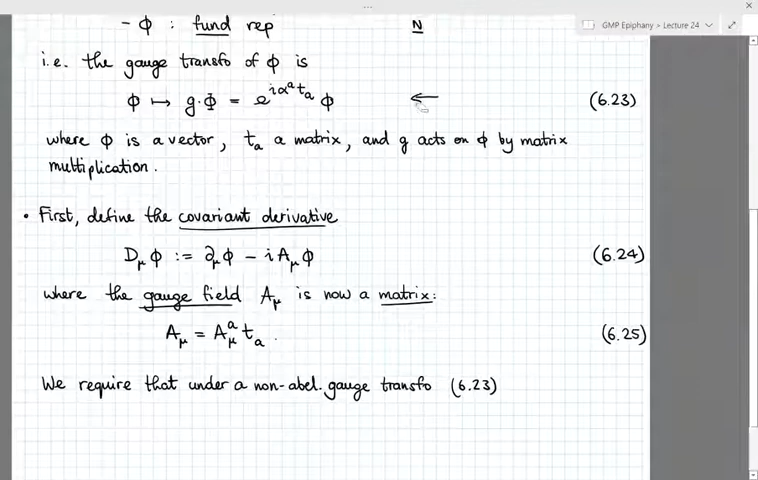 GMP Epiphany > Lecture 24
- ϕ : fund rep N
i.e. the gauge transfo of ϕ is
ϕ ↦ g·Φ = e^{iα^a t_a} ϕ ← (6.23)
where ϕ is a vector, t_a a matrix, and g acts on ϕ by matrix
multiplication.
• First, define the covariant derivative
D_μ ϕ := ∂_μ ϕ - i A_μ ϕ (6.24)
where the gauge field A_μ is now a matrix:
A_μ = A_μ^a t_a . (6.25)
We require that under a non-abel. gauge transfo (6.23)